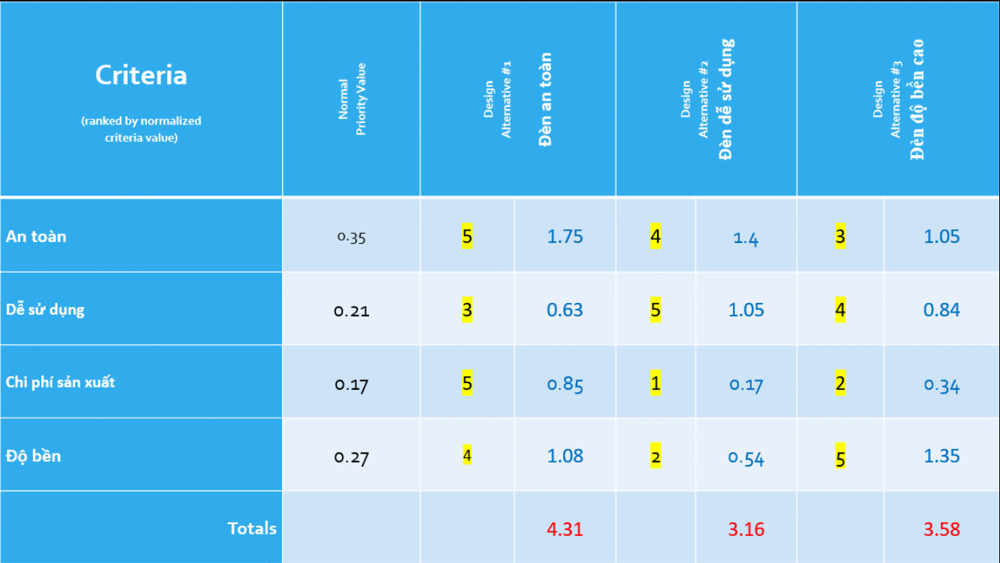 Criteria
(ranked by normalized
criteria value)
Normal
Priority Value
Design
Alternative #1
Đèn an toàn
Design
Alternative #2
Đèn dễ sử dụng
Design
Alternative #3
Đèn độ bền cao
An toàn 0.35 5 1.75 4 1.4 3 1.05
Dễ sử dụng 0.21 3 0.63 5 1.05 4 0.84
Chi phí sản xuất 0.17 5 0.85 1 0.17 2 0.34
Độ bền 0.27 4 1.08 2 0.54 5 1.35
Totals 4.31 3.16 3.58